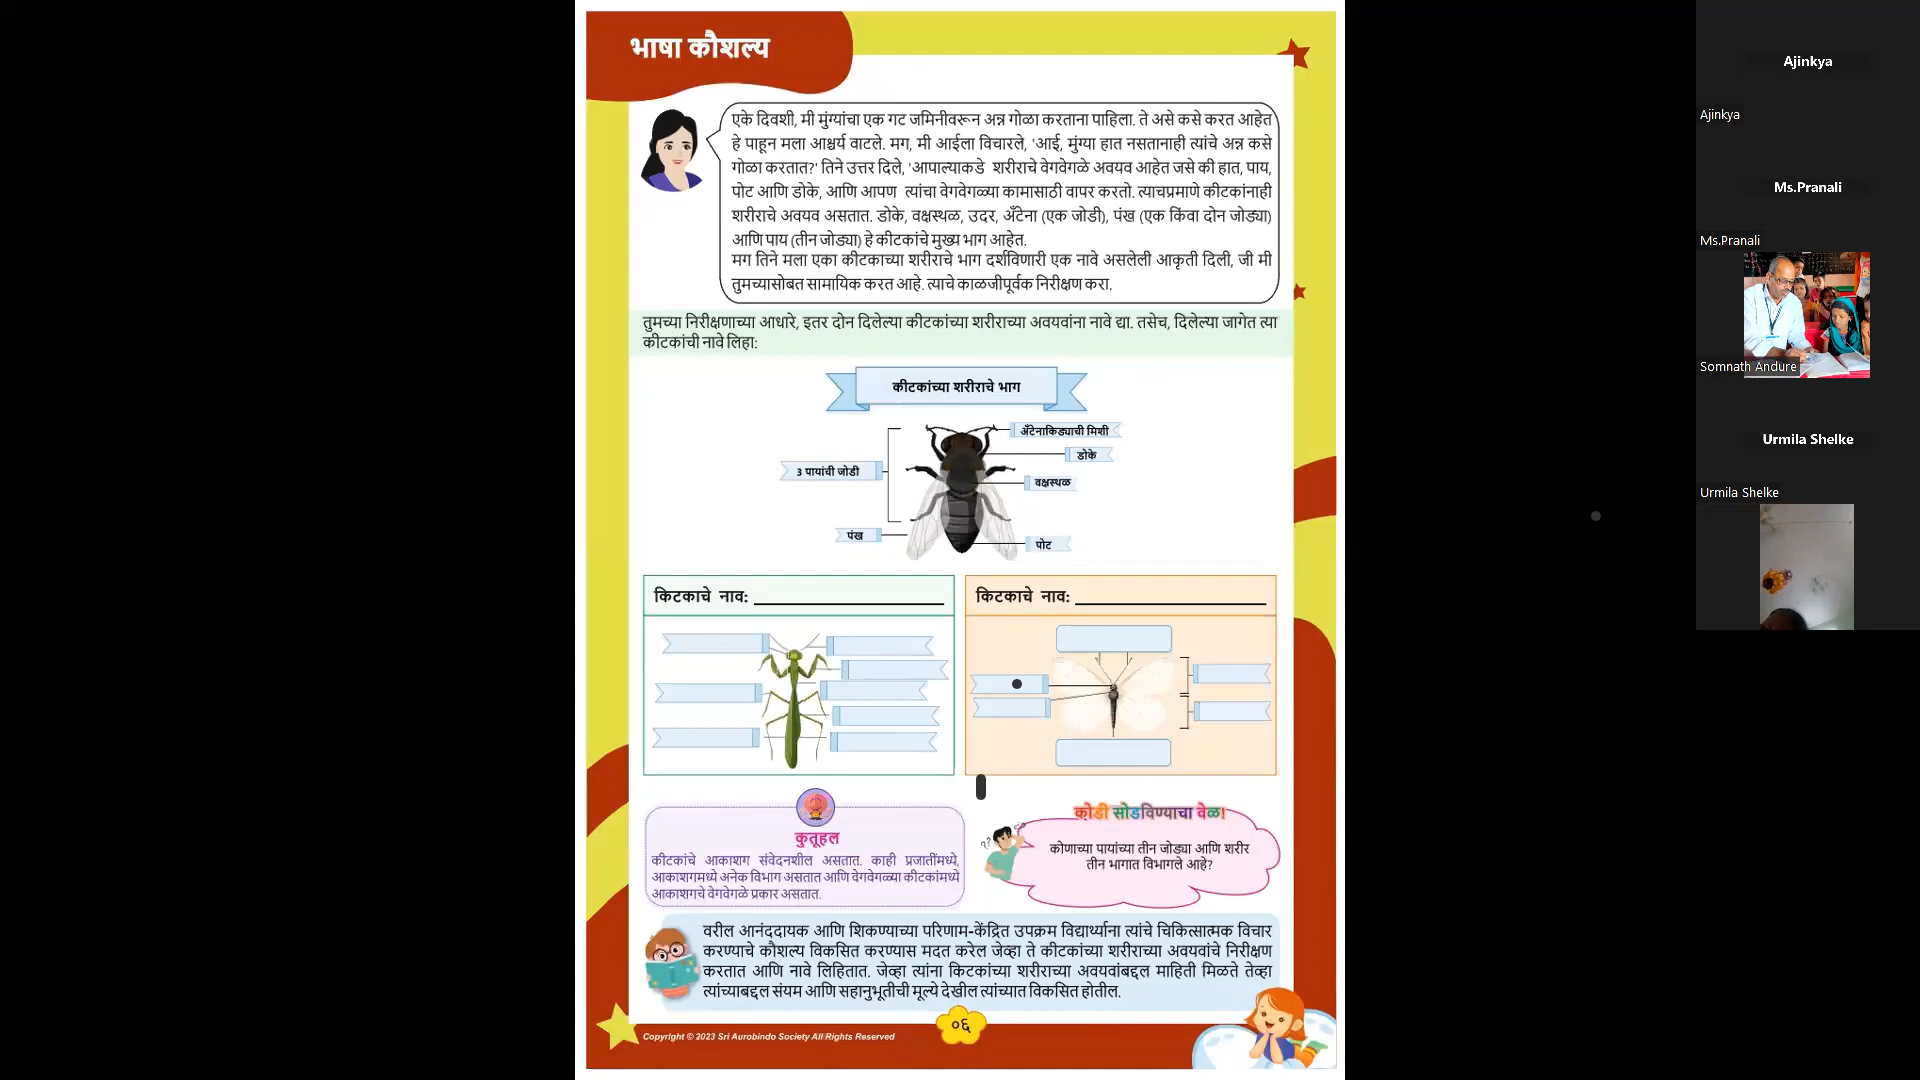 भाषा कौशल्य
एके दिवशी, मी मुंग्यांचा एक गट जमिनीवरून अन्न गोळा करताना पाहिला. ते असे कसे करत आहेत
हे पाहून मला आश्चर्य वाटले. मग, मी आईला विचारले, 'आई, मुंग्या हात नसतानाही त्यांचे अन्न कसे
गोळा करतात?' तिने उत्तर दिले, 'आपाल्याकडे शरीराचे वेगवेगळे अवयव आहेत जसे की हात, पाय,
पोट आणि डोके, आणि आपण त्यांचा वेगवेगळ्या कामासाठी वापर करतो. त्याचप्रमाणे कीटकांनाही
शरीराचे अवयव असतात. डोके, वक्षस्थळ, उदर, अँटेना (एक जोडी), पंख (एक किंवा दोन जोड्या)
आणि पाय (तीन जोड्या) हे कीटकांचे मुख्य भाग आहेत.
मग तिने मला एका कीटकाच्या शरीराचे भाग दर्शविणारी एक नावे असलेली आकृती दिली, जी मी
तुमच्यासोबत सामायिक करत आहे. त्याचे काळजीपूर्वक निरीक्षण करा.
तुमच्या निरीक्षणाच्या आधारे, इतर दोन दिलेल्या कीटकांच्या शरीराच्या अवयवांना नावे द्या. तसेच, दिलेल्या जागेत त्या
कीटकांची नावे लिहा:
कीटकांच्या शरीराचे भाग
अँटेनाकिड्याची मिशी
डोके
3 पायांची जोडी
वक्षस्थळ
पंख
पोट
किटकाचे नाव:
किटकाचे नाव:
कुतूहल
कीटकांचे आकाशग संवेदनशील असतात. काही प्रजातींमध्ये,
आकाशगमध्ये अनेक विभाग असतात आणि वेगवेगळ्या कीटकांमध्ये
आकाशगचे वेगवेगळे प्रकार असतात.
कोडी सोडविण्याचा वेळ!
कोणाच्या पायांच्या तीन जोड्या आणि शरीर
तीन भागात विभागले आहे?
वरील आनंददायक आणि शिकण्याच्या परिणाम-केंद्रित उपक्रम विद्यार्थ्यांना त्यांचे चिकित्सात्मक विचार
करण्याचे कौशल्य विकसित करण्यास मदत करेल जेव्हा ते कीटकांच्या शरीराच्या अवयवांचे निरीक्षण
करतात आणि नावे लिहितात. जेव्हा त्यांना किटकांच्या शरीराच्या अवयवांबद्दल माहिती मिळते तेव्हा
त्यांच्याबद्दल संयम आणि सहानुभूतीची मूल्ये देखील त्यांच्यात विकसित होतील.
०६
Copyright © 2023 Sri Aurobindo Society All Rights Reserved
Ajinkya
Ajinkya
Ms.Pranali
Ms.Pranali
Somnath Andure
Urmila Shelke
Urmila Shelke